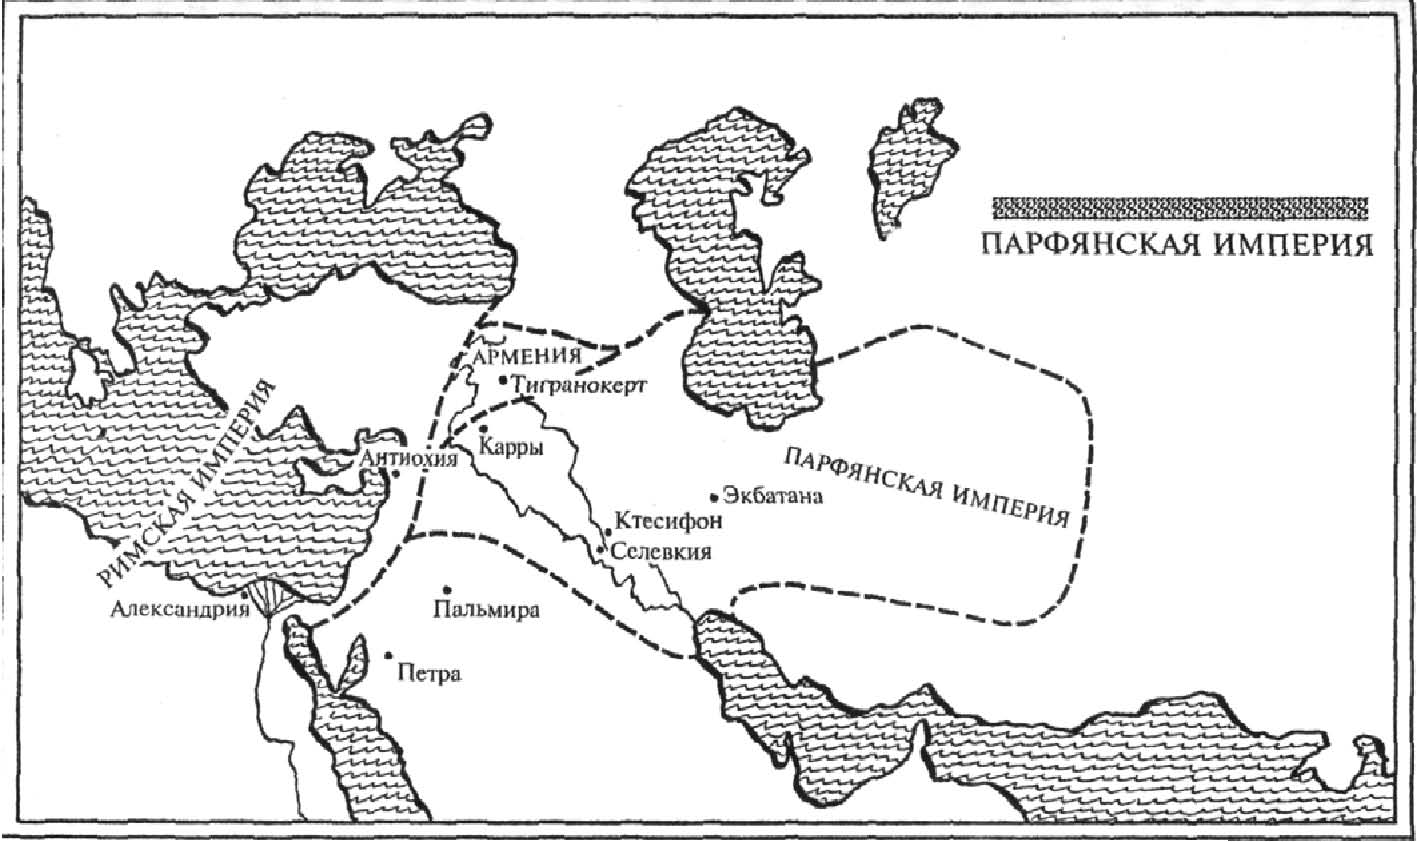 ПАРФЯНСКАЯ ИМПЕРИЯ
АРМЕНИЯ
Тигранокерт
РИМСКАЯ ИМПЕРИЯ
Карры
Антиохия
ПАРФЯНСКАЯ ИМПЕРИЯ
Экбатана
Ктесифон
Селевкия
Александрия
Пальмира
Петра